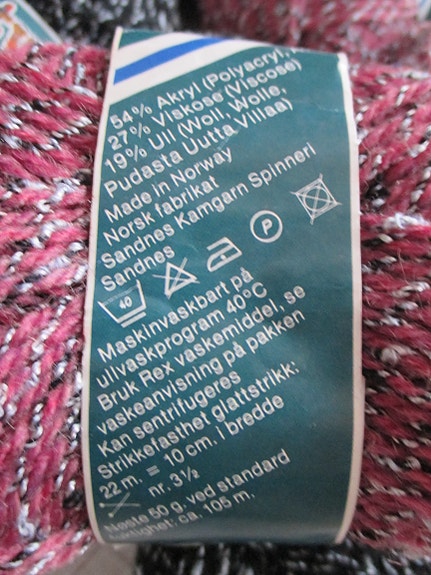 54% Akryl (Polyacryl,
27% Viskose (Viscose)
19% Ull (Woll, Wolle,
Pudasta Uutta Villaa)
Made in Norway
Norsk fabrikat
Sandnes Kamgarn Spinneri
Sandnes
40 P
Maskinvaskbart på
ullvaskprogram 40°C
Bruk Rex vaskemiddel, se
vaskeanvisning på pakken
Kan sentrifugeres
Strikkefasthet glattstrikk:
22 m. = 10 cm. i bredde
nr. 3½
Nøste 50 g. ved standard
ca. 105 m.